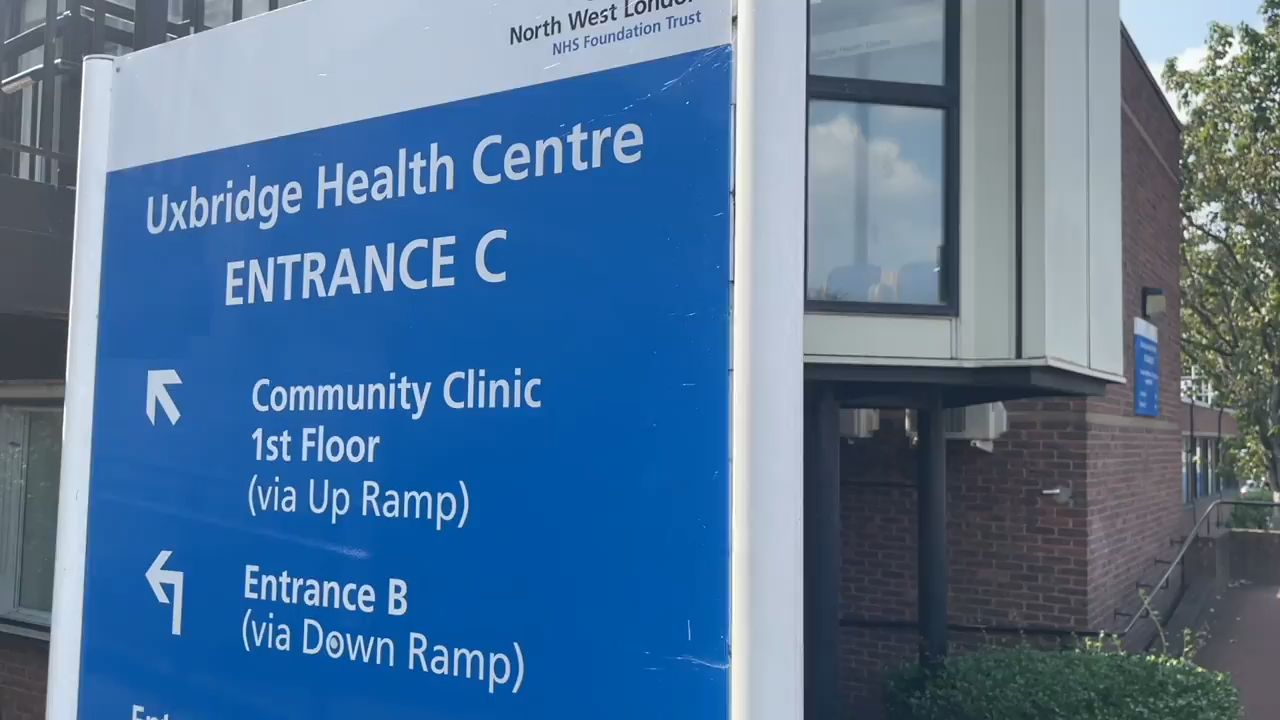 North West London
NHS Foundation Trust
Uxbridge Health Centre
ENTRANCE C
Community Clinic
1st Floor
(via Up Ramp)
Entrance B
(via Down Ramp)